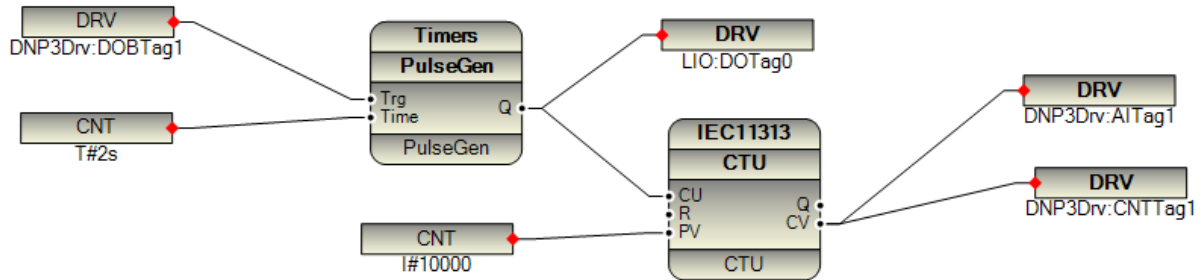 DRV
DNP3Drv:DOBTag1
CNT
T#2s
Timers
PulseGen
Trg
Time
Q
PulseGen
DRV
LIO:DOTag0
CNT
I#10000
IEC11313
CTU
CU
R
PV
Q
CV
CTU
DRV
DNP3Drv:AITag1
DRV
DNP3Drv:CNTTag1